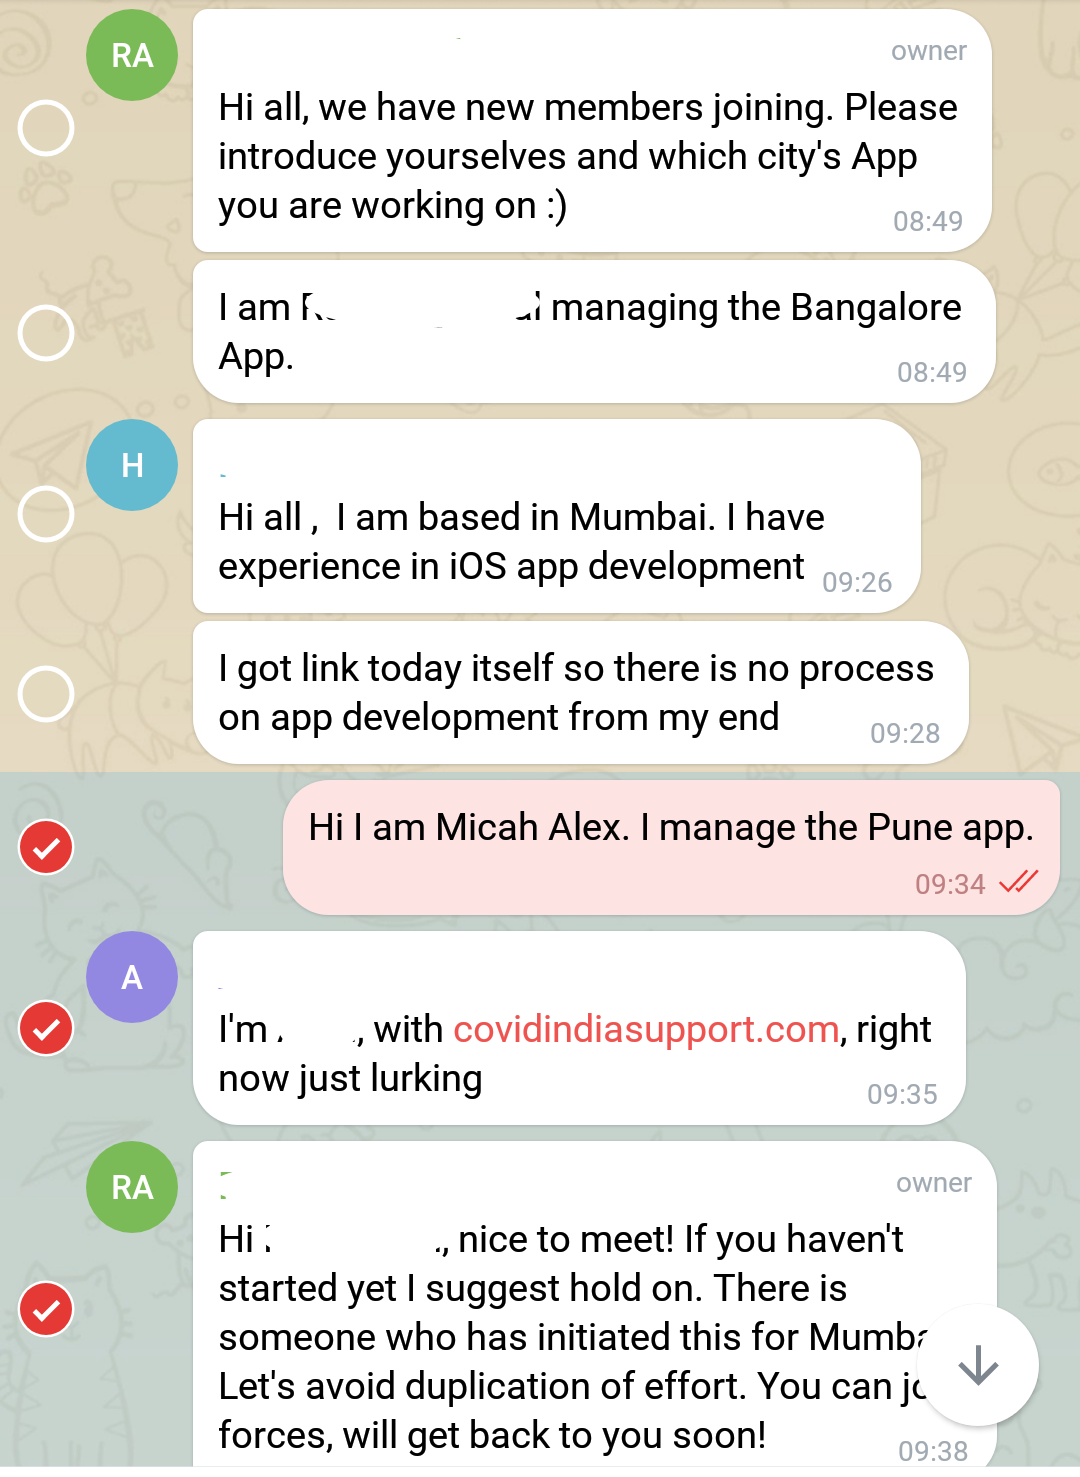 RA
owner
Hi all, we have new members joining. Please
introduce yourselves and which city's App
you are working on :)
08:49
I am managing the Bangalore
App.
08:49
H
Hi all , I am based in Mumbai. I have
experience in iOS app development
09:26
I got link today itself so there is no process
on app development from my end
09:28
Hi I am Micah Alex. I manage the Pune app.
09:34
A
I'm , with covidindiasupport.com, right
now just lurking
09:35
RA
owner
Hi , nice to meet! If you haven't
started yet I suggest hold on. There is
someone who has initiated this for
Let's avoid duplication of effort. You can
forces, will get back to you soon!
09:38